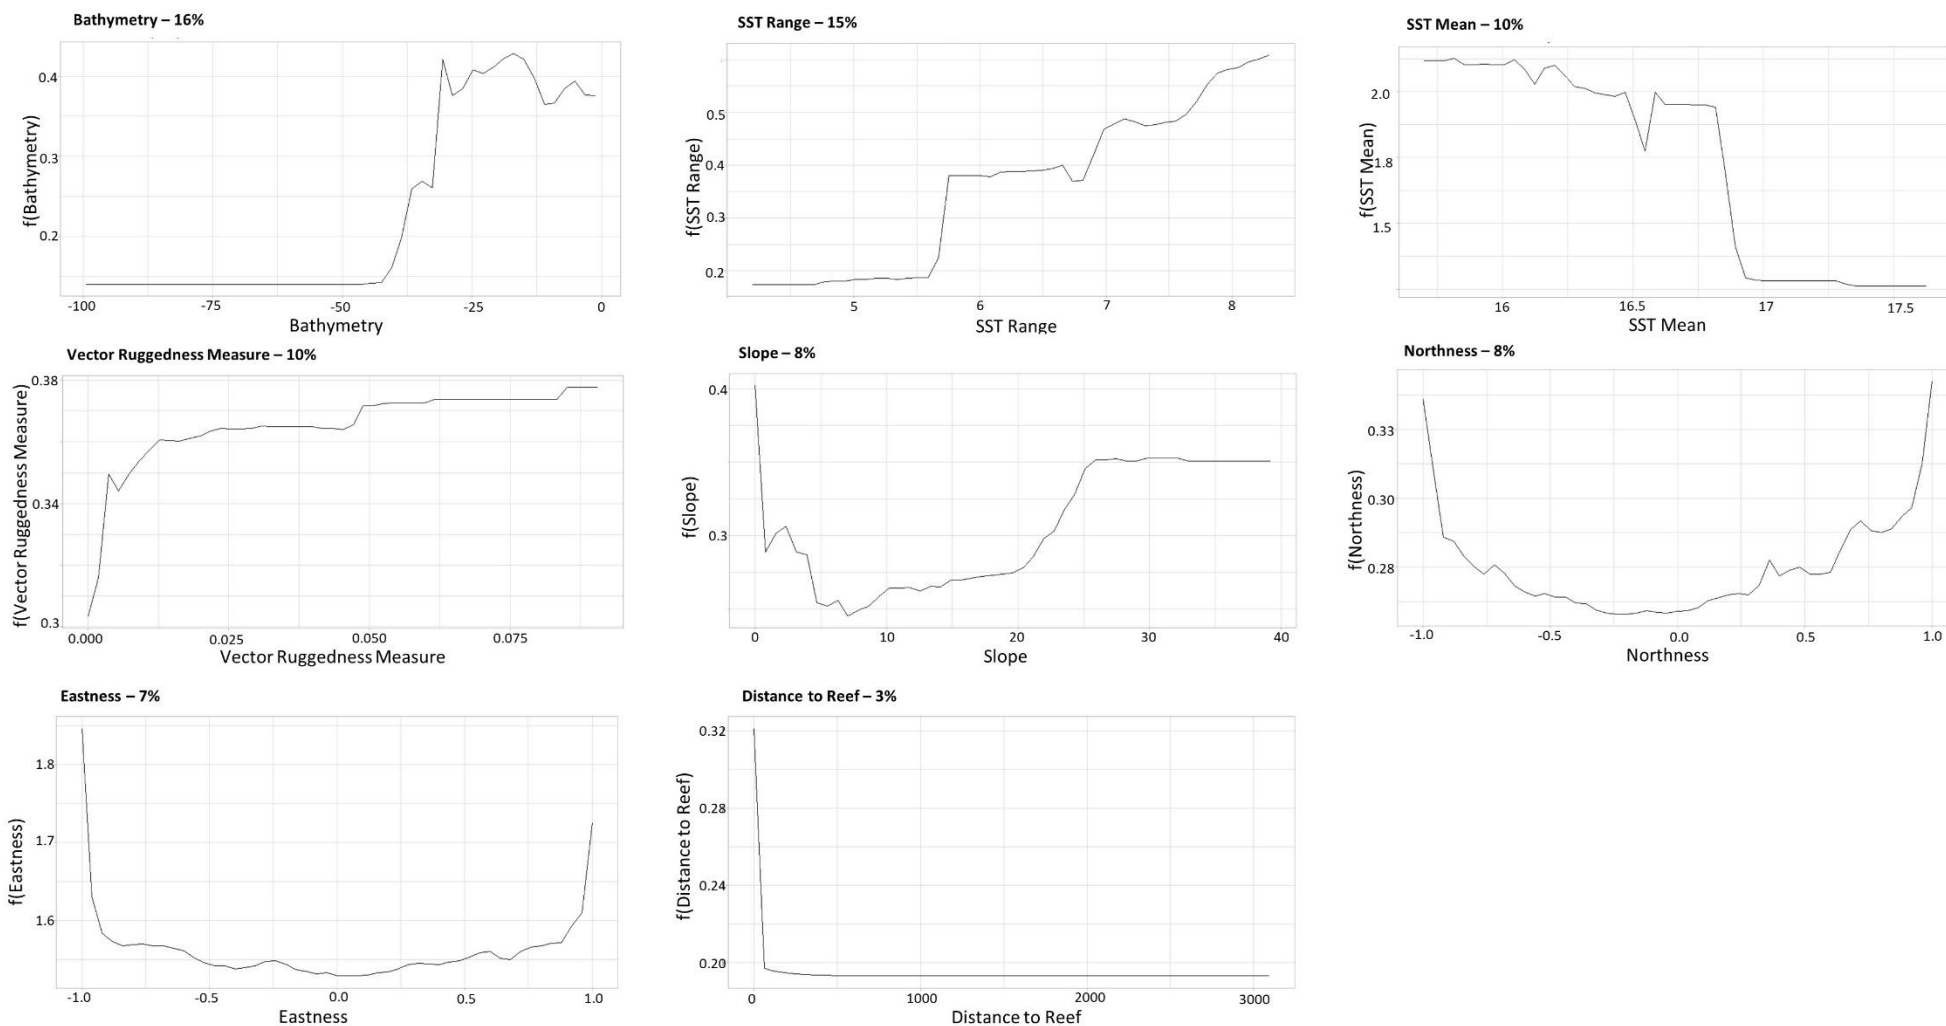 Bathymetry – 16%
f(Bathymetry)
0.4
0.3
0.2
-100 -75 -50 -25 0
Bathymetry
SST Range – 15%
f(SST Range)
0.5
0.4
0.3
0.2
5 6 7 8
SST Range
SST Mean – 10%
f(SST Mean)
2.0
1.8
1.5
16 16.5 17 17.5
SST Mean
Vector Ruggedness Measure – 10%
f(Vector Ruggedness Measure)
0.38
0.34
0.3
0.000 0.025 0.050 0.075
Vector Ruggedness Measure
Slope – 8%
f(Slope)
0.4
0.3
0 10 20 30 40
Slope
Northness – 8%
f(Northness)
0.33
0.30
0.28
-1.0 -0.5 0.0 0.5 1.0
Northness
Eastness – 7%
f(Eastness)
1.8
1.7
1.6
-1.0 -0.5 0.0 0.5 1.0
Eastness
Distance to Reef – 3%
f(Distance to Reef)
0.32
0.28
0.24
0.20
0 1000 2000 3000
Distance to Reef